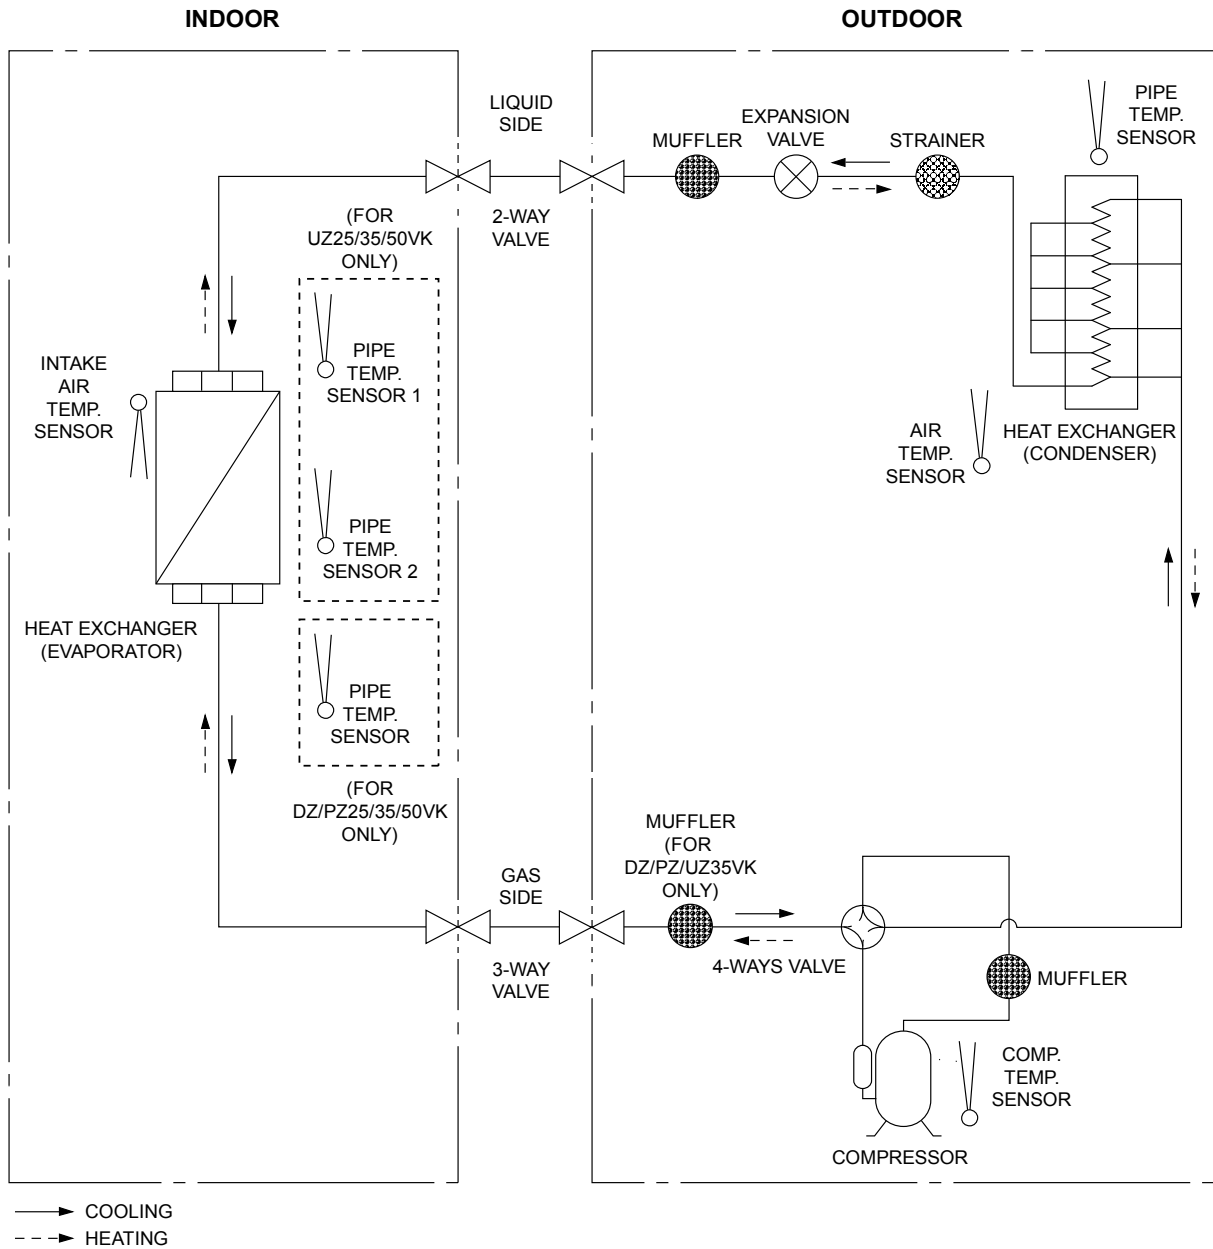 INDOOR
OUTDOOR
LIQUID
SIDE
MUFFLER
EXPANSION
VALVE
STRAINER
PIPE
TEMP.
SENSOR
(FOR
UZ25/35/50VK
ONLY)
2-WAY
VALVE
INTAKE
AIR
TEMP.
SENSOR
PIPE
TEMP.
SENSOR 1
AIR
TEMP.
SENSOR
HEAT EXCHANGER
(CONDENSER)
PIPE
TEMP.
SENSOR 2
HEAT EXCHANGER
(EVAPORATOR)
PIPE
TEMP.
SENSOR
(FOR
DZ/PZ25/35/50VK
ONLY)
GAS
SIDE
MUFFLER
(FOR
DZ/PZ/UZ35VK
ONLY)
3-WAY
VALVE
4-WAYS VALVE
MUFFLER
COMP.
TEMP.
SENSOR
COMPRESSOR
COOLING
HEATING